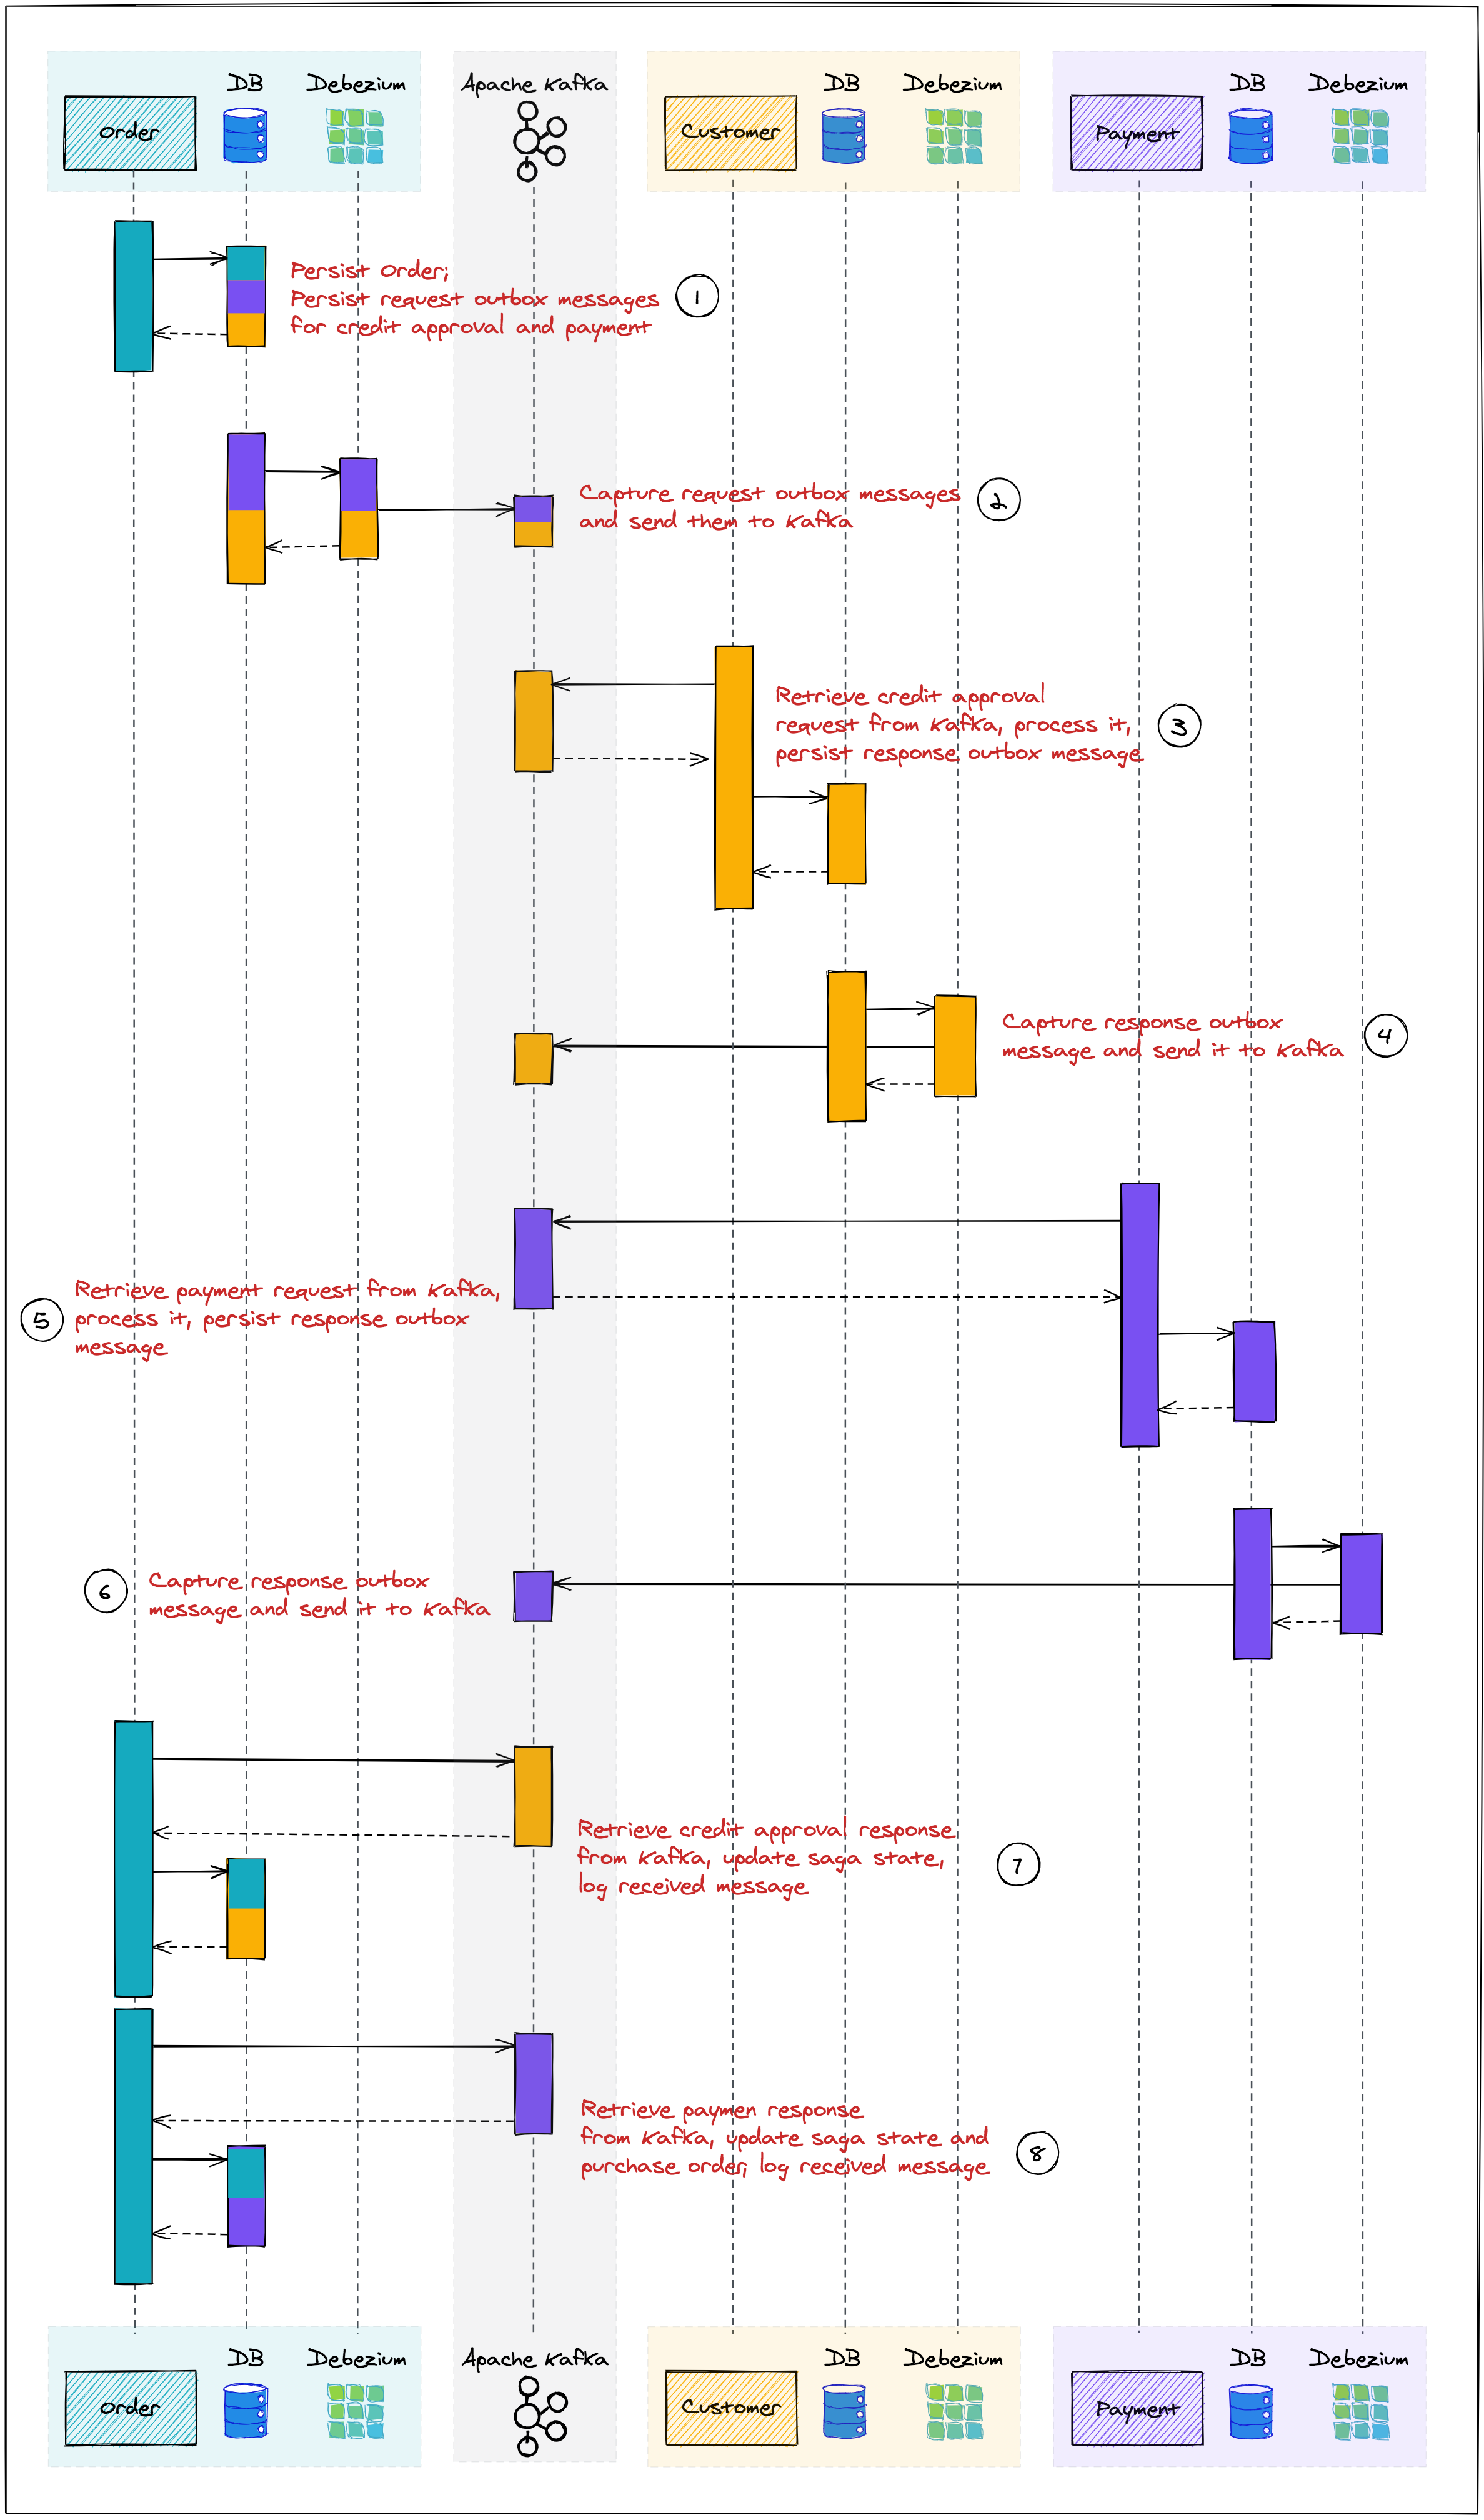 DB
Debezium
Order
Apache Kafka
DB
Debezium
Customer
DB
Debezium
Payment
Persist Order;
Persist request outbox messages
for credit approval and payment
1
Capture request outbox messages
and send them to Kafka
2
Retrieve credit approval
request from Kafka, process it,
persist response outbox message
3
Capture response outbox
message and send it to Kafka
4
5
Retrieve payment request from Kafka,
process it, persist response outbox
message
6
Capture response outbox
message and send it to Kafka
Retrieve credit approval response
from Kafka, update saga state,
log received message
7
Retrieve paymen response
from Kafka, update saga state and
purchase order; log received message
8
DB
Debezium
Order
Apache Kafka
DB
Debezium
Customer
DB
Debezium
Payment